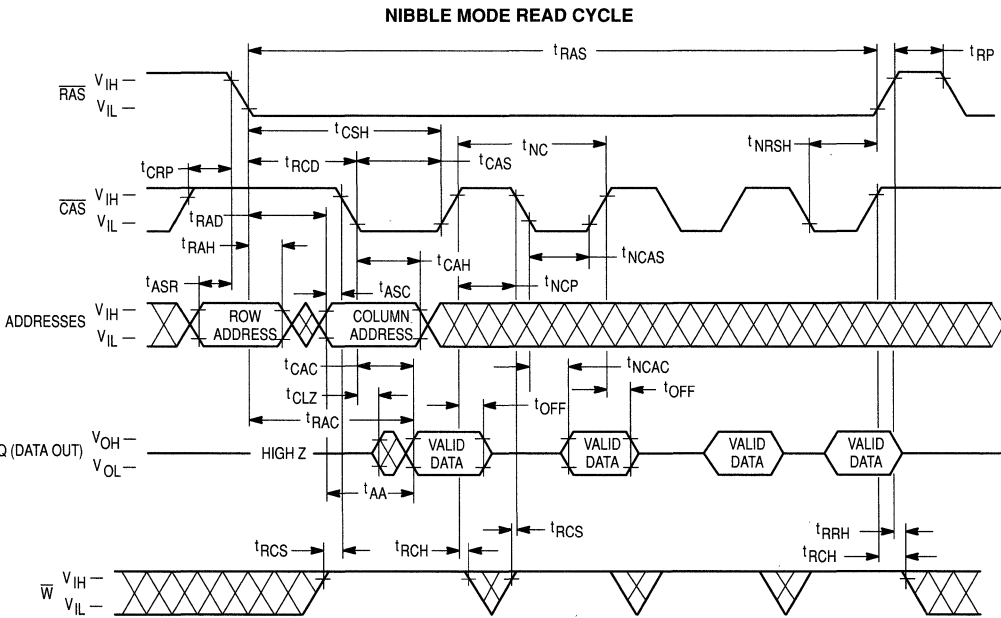 NIBBLE MODE READ CYCLE
tRAS
tRP
RAS
VIH
VIL
tCSH
tCRP
tRCD
tCAS
tNC
tNRSH
CAS
VIH
VIL
tRAD
tRAH
tCAH
tNCAS
tASR
tASC
tNCP
ADDRESSES
VIH
VIL
ROW
ADDRESS
COLUMN
ADDRESS
tCAC
tNCAC
tCLZ
tOFF
tOFF
tRAC
Q (DATA OUT)
VOH
VOL
HIGH Z
VALID
DATA
VALID
DATA
VALID
DATA
VALID
DATA
tAA
tRCS
tRCH
tRCS
tRRH
tRCH
W
VIH
VIL